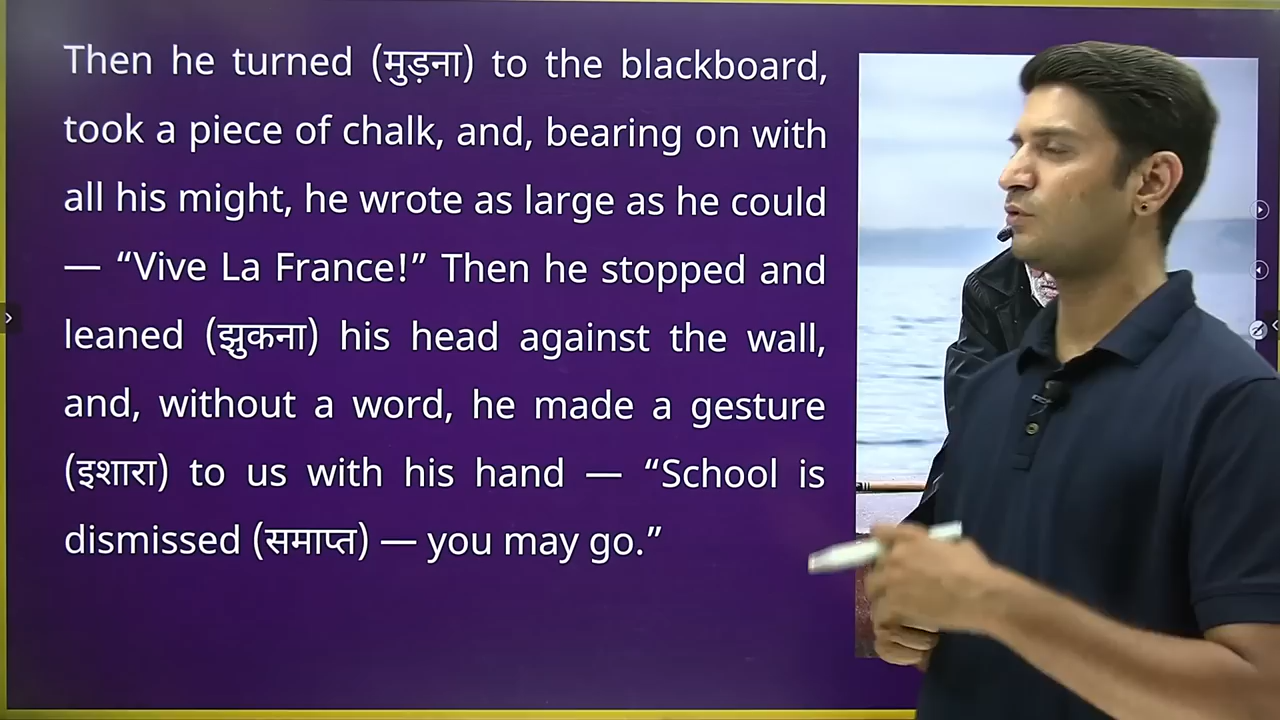 Then he turned (मुड़ना) to the blackboard,
took a piece of chalk, and, bearing on with
all his might, he wrote as large as he could
— “Vive La France!” Then he stopped and
leaned (झुकना) his head against the wall,
and, without a word, he made a gesture
(इशारा) to us with his hand — “School is
dismissed (समाप्त) — you may go.”